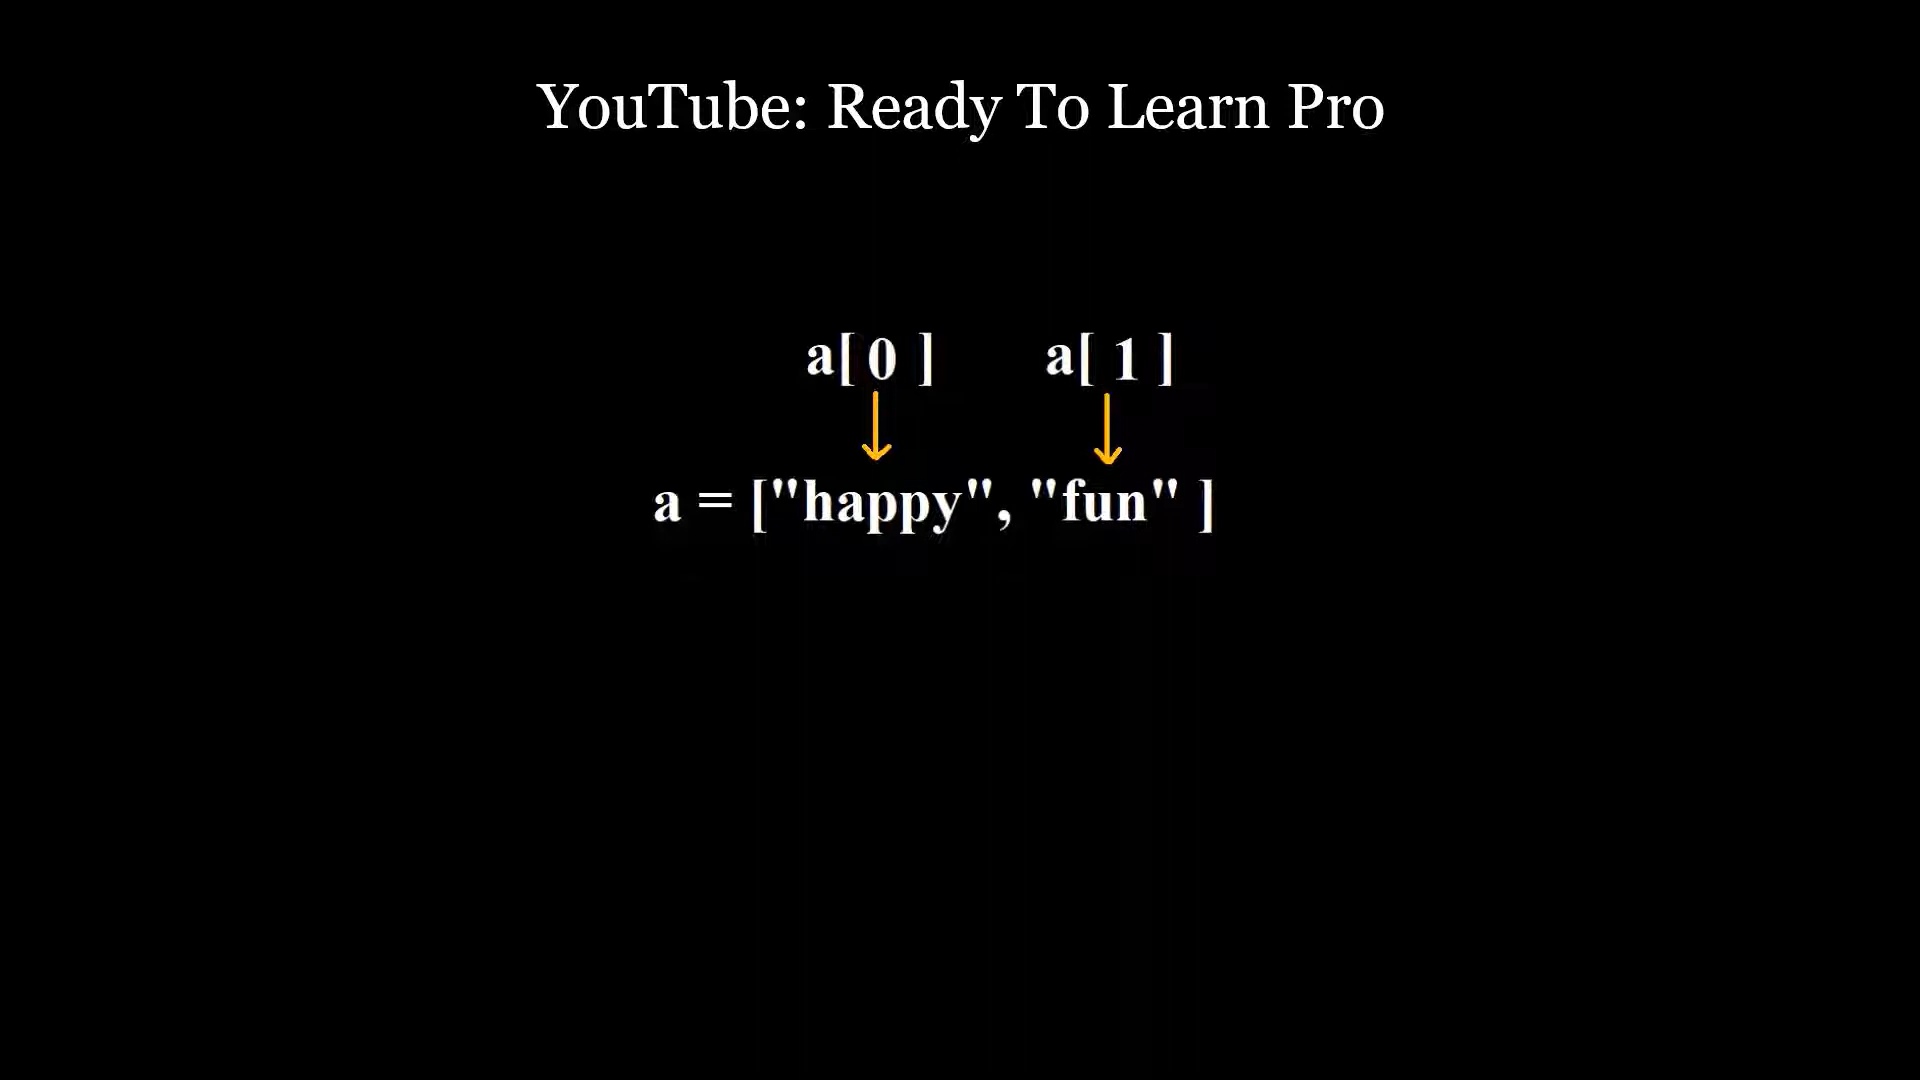 YouTube: Ready To Learn Pro
a[ 0 ] a[ 1 ]
a = ["happy", "fun" ]